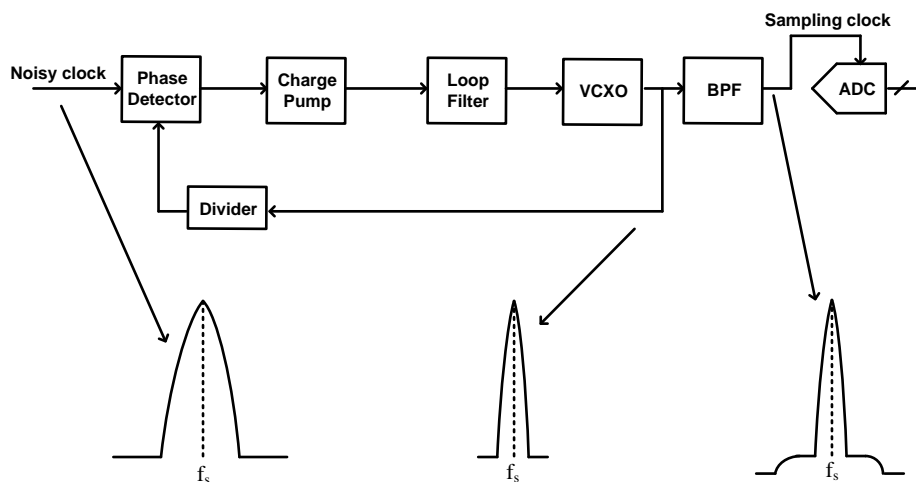 Sampling clock
Noisy clock
Phase
Detector
Charge
Pump
Loop
Filter
VCXO
BPF
ADC
Divider
fs
fs
fs